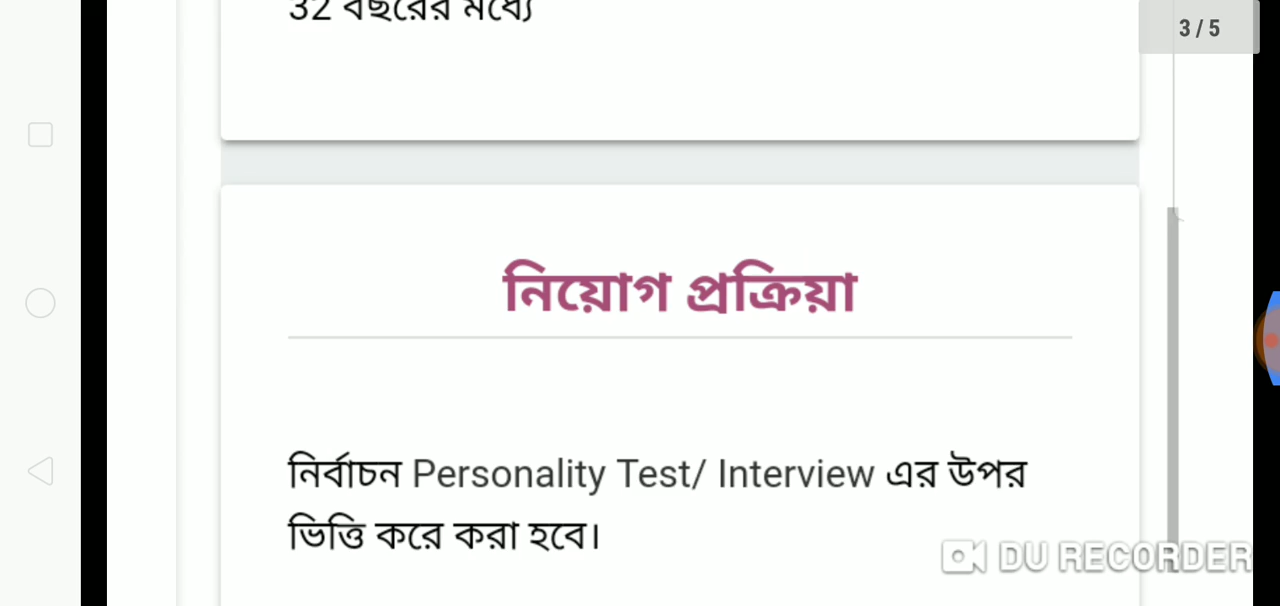 32 বছরের মধ্যে
3 / 5
নিয়োগ প্রক্রিয়া
নির্বাচন Personality Test/ Interview এর উপর
ভিত্তি করে করা হবে।
DU RECORDER